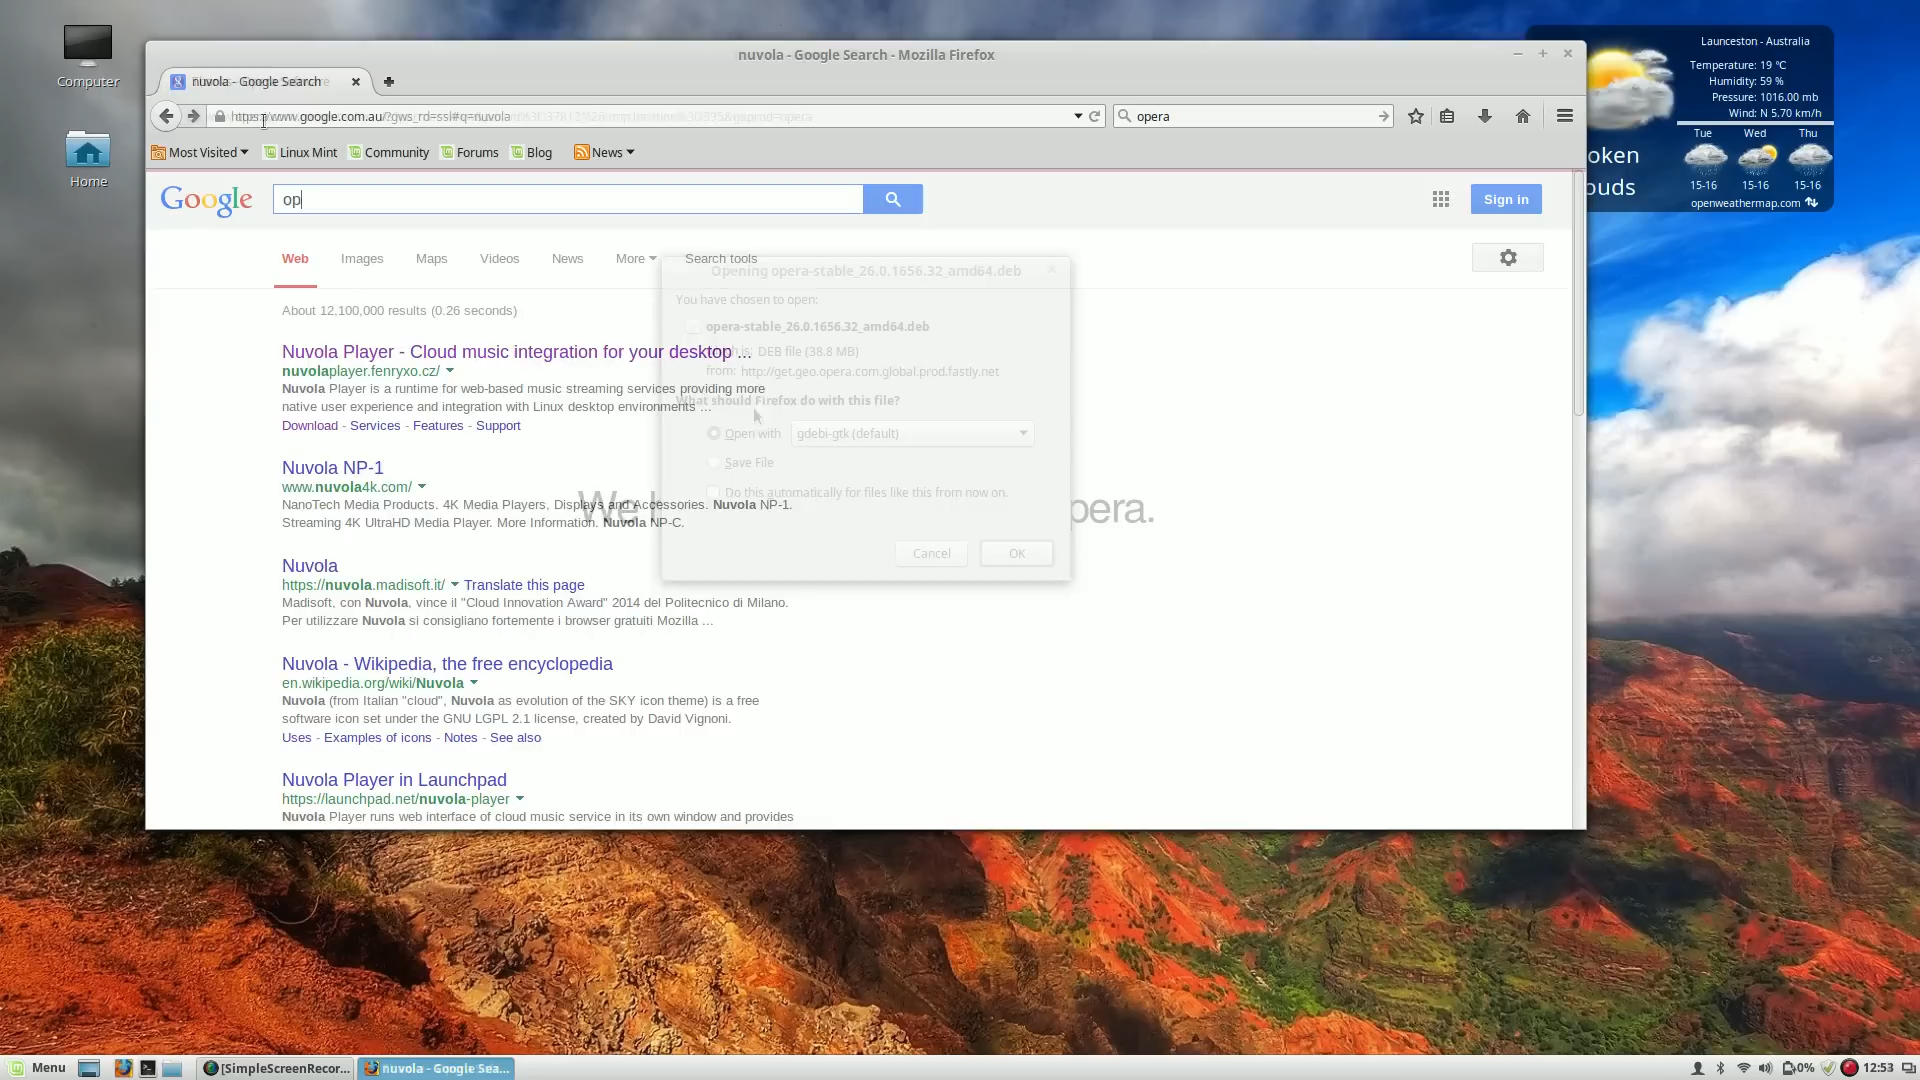 Computer
Home
nuvola - Google Search - Mozilla Firefox
nuvola - Google Search
https://www.google.com.au/?gws_rd=ssl#q=nuvola
opera
Most Visited
Linux Mint
Community
Forums
Blog
News
Google
op
Sign in
Web
Images
Maps
Videos
News
More
Search tools
About 12,100,000 results (0.26 seconds)
Nuvola Player - Cloud music integration for your desktop ...
nuvolaplayer.fenryxo.cz/
Nuvola Player is a runtime for web-based music streaming services providing more
native user experience and integration with Linux desktop environments ...
Download - Services - Features - Support
Nuvola NP-1
www.nuvola4k.com/
NanoTech Media Products. 4K Media Players, Displays and Accessories. Nuvola NP-1.
Streaming 4K UltraHD Media Player. More Information. Nuvola NP-C.
Nuvola
https://nuvola.madisoft.it/ Translate this page
Madisoft, con Nuvola, vince il "Cloud Innovation Award" 2014 del Politecnico di Milano.
Per utilizzare Nuvola si consigliano fortemente i browser gratuiti Mozilla ...
Nuvola - Wikipedia, the free encyclopedia
en.wikipedia.org/wiki/Nuvola
Nuvola (from Italian "cloud", Nuvola as evolution of the SKY icon theme) is a free
software icon set under the GNU LGPL 2.1 license, created by David Vignoni.
Uses - Examples of icons - Notes - See also
Nuvola Player in Launchpad
https://launchpad.net/nuvola-player
Nuvola Player runs web interface of cloud music service in its own window and provides
Opening opera-stable_26.0.1656.32_amd64.deb
You have chosen to open:
opera-stable_26.0.1656.32_amd64.deb
is: DEB file (38.8 MB)
from: http://get.geo.opera.com.global.prod.fastly.net
What should Firefox do with this file?
Open with
gdebi-gtk (default)
Save File
Do this automatically for files like this from now on.
Cancel
OK
We
pera.
Launceston - Australia
Temperature: 19 °C
Humidity: 59 %
Pressure: 1016.00 mb
Wind: N 5.70 km/h
oken
ouds
Tue
Wed
Thu
15-16
15-16
15-16
openweathermap.com
Menu
[SimpleScreenRecor...
nuvola - Google Sea...
0%
12:53